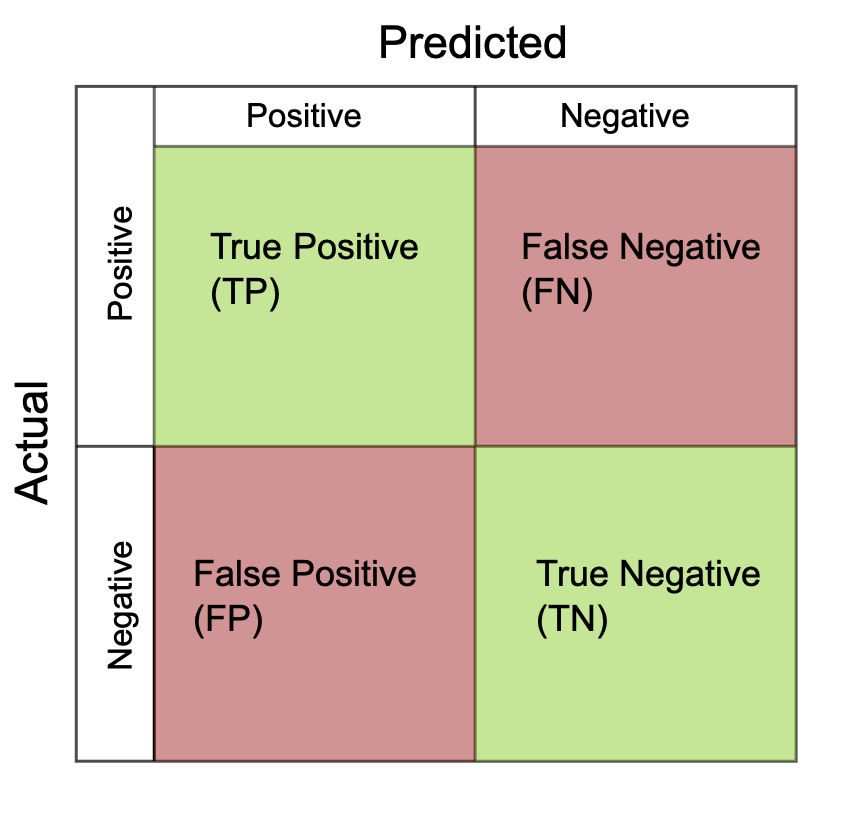 Predicted
Positive
Negative
Actual
Positive
True Positive
(TP)
False Negative
(FN)
Negative
False Positive
(FP)
True Negative
(TN)